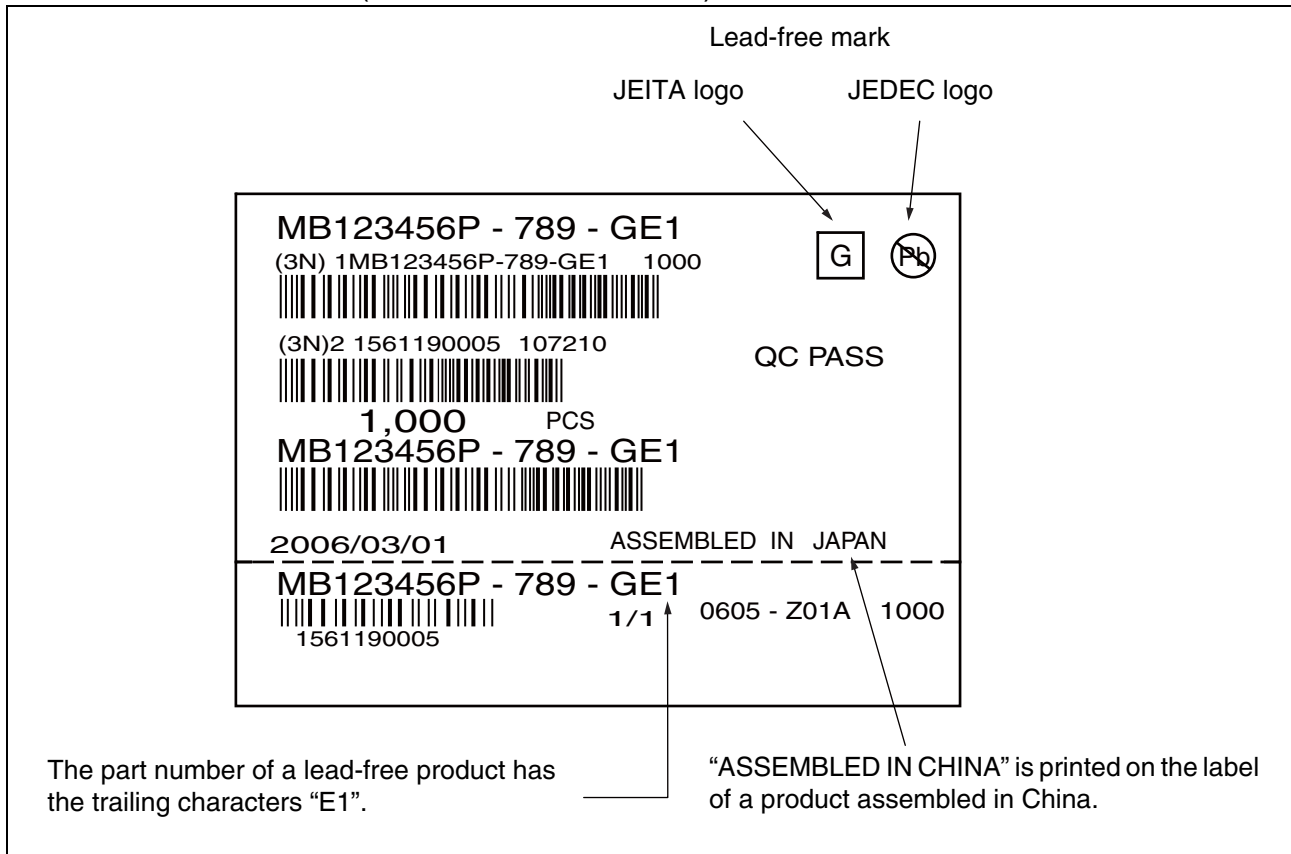 Lead-free mark
JEITA logo JEDEC logo
MB123456P - 789 - GE1
(3N) 1MB123456P-789-GE1 1000
G Pb
(3N)2 1561190005 107210
QC PASS
1,000 PCS
MB123456P - 789 - GE1
2006/03/01 ASSEMBLED IN JAPAN
MB123456P - 789 - GE1
1/1 0605 - Z01A 1000
1561190005
The part number of a lead-free product has
the trailing characters “E1”.
“ASSEMBLED IN CHINA” is printed on the label
of a product assembled in China.